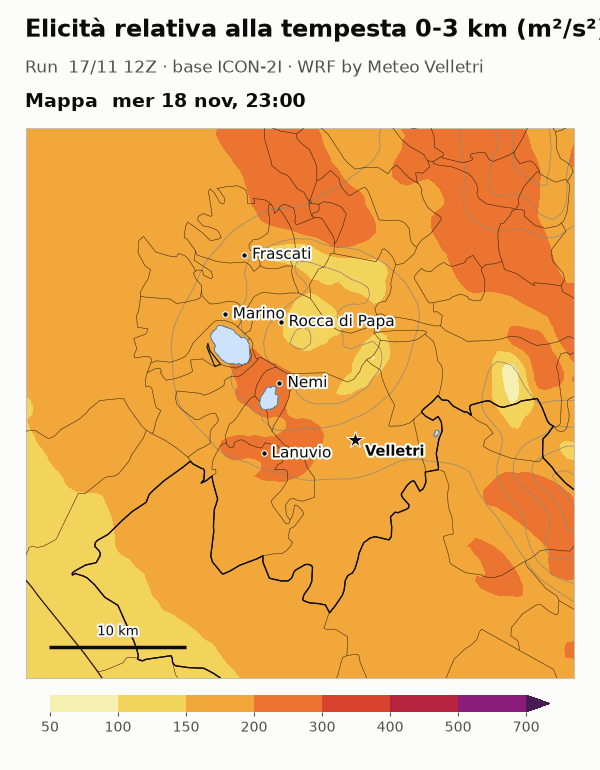 Elicità relativa alla tempesta 0-3 km (m²/s²)
Run 17/11 12Z · base ICON-2I · WRF by Meteo Velletri
Mappa mer 18 nov, 23:00
Frascati
Marino
Rocca di Papa
Nemi
Velletri
Lanuvio
10 km
50 100 150 200 300 400 500 700